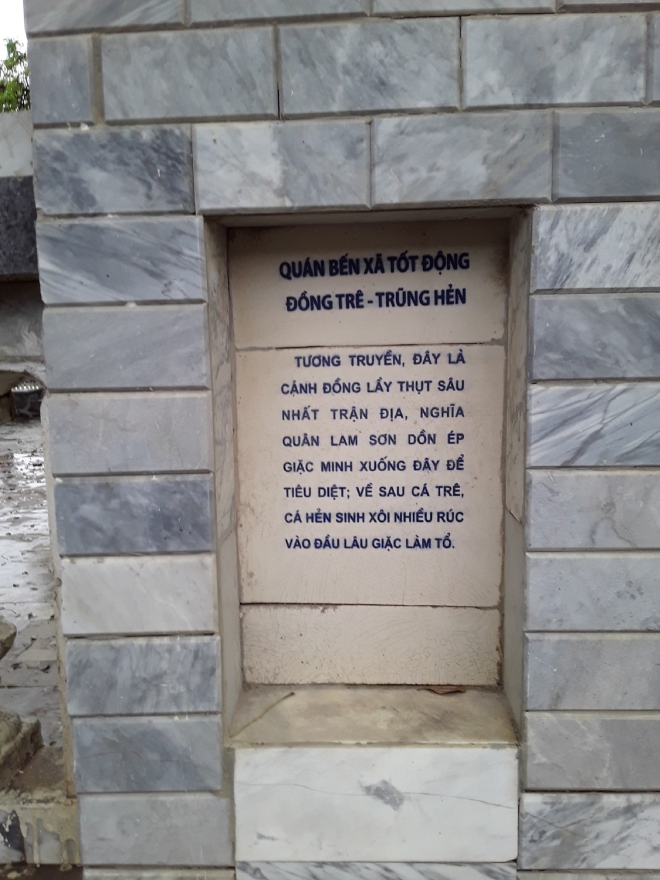 QUÁN BẾN XÃ TỐT ĐỘNG
ĐỒNG TRÊ - TRŨNG HẺN
TƯƠNG TRUYỀN, ĐÂY LÀ
CÁNH ĐỒNG LẦY THỤT SÂU
NHẤT TRẬN ĐỊA, NGHĨA
QUÂN LAM SƠN DỒN ÉP
GIẶC MINH XUỐNG ĐÂY ĐỂ
TIÊU DIỆT; VỀ SAU CÁ TRÊ,
CÁ HẺN SINH XÔI NHIỀU RÚC
VÀO ĐẦU LÂU GIẶC LÀM TỔ.